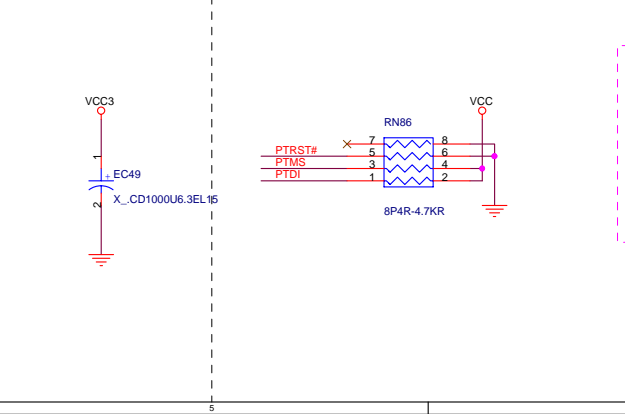 VCC3
1
+
EC49
2
X_.CD1000U6.3EL15
VCC
RN86
7 8
PTRST# 5 6
PTMS 3 4
PTDI 1 2
8P4R-4.7KR
5